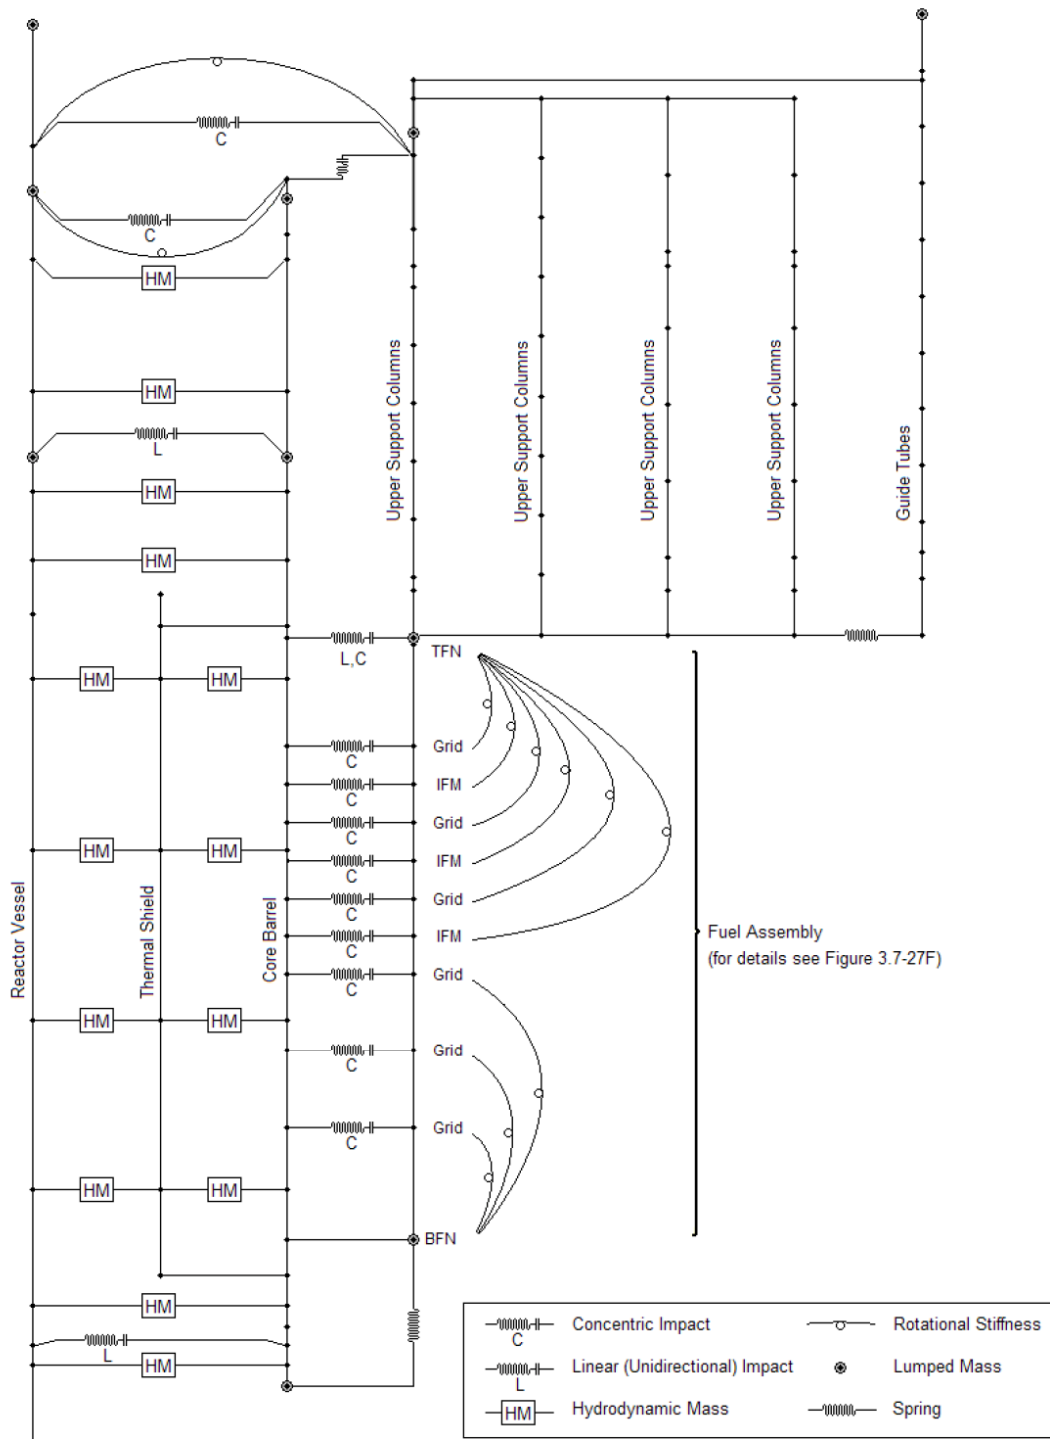 C
C
HM
HM
L
HM
HM
Upper Support Columns
Upper Support Columns
Upper Support Columns
Upper Support Columns
Guide Tubes
L,C
TFN
HM
HM
Grid
C
IFM
C
Grid
C
HM
HM
IFM
C
Grid
C
IFM
C
Grid
C
Reactor Vessel
Thermal Shield
Core Barrel
Fuel Assembly
(for details see Figure 3.7-27F)
HM
HM
Grid
C
Grid
C
HM
HM
BFN
HM
L
HM
C
Concentric Impact
Rotational Stiffness
L
Linear (Unidirectional) Impact
Lumped Mass
HM
Hydrodynamic Mass
Spring